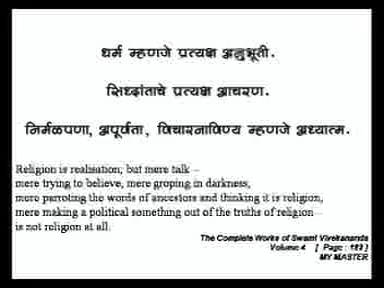 धर्म म्हणजे प्रत्यक्ष अनुभूती.
सिध्दांताचे प्रत्यक्ष आचरण.
निर्मळपणा, अपूर्वता, विचारनाविण्य म्हणजे अध्यात्म.
Religion is realisation; but mere talk –
mere trying to believe, mere groping in darkness,
mere parroting the words of ancestors and thinking it is religion,
mere making a political something out of the truths of religion –
is not religion at all.
The Complete Works of Swami Vivekananda
Volume 4 [ Page : 183 ]
MY MASTER